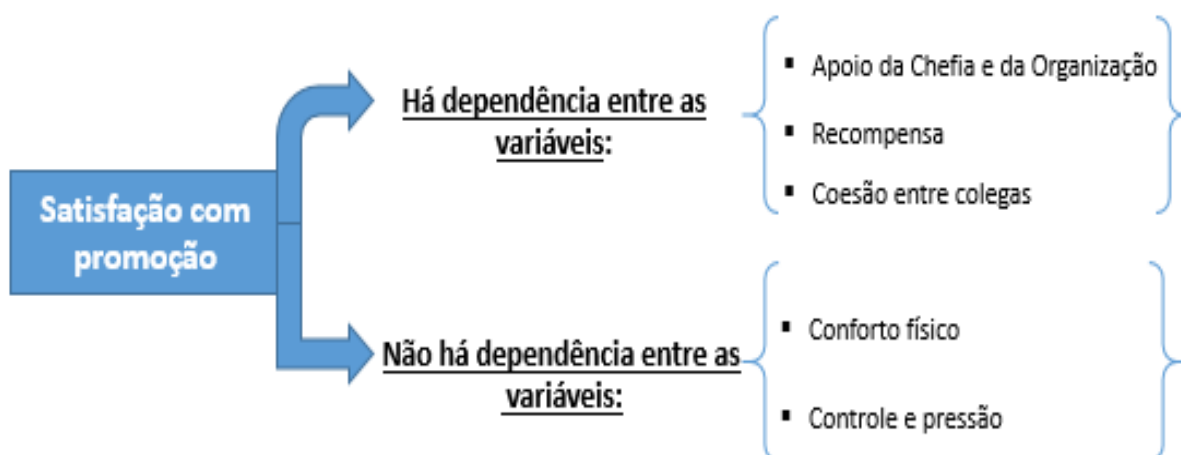 Satisfação com
promoção
Há dependência entre as
variáveis:
▪ Apoio da Chefia e da Organização
▪ Recompensa
▪ Coesão entre colegas
Não há dependência entre as
variáveis:
▪ Conforto físico
▪ Controle e pressão